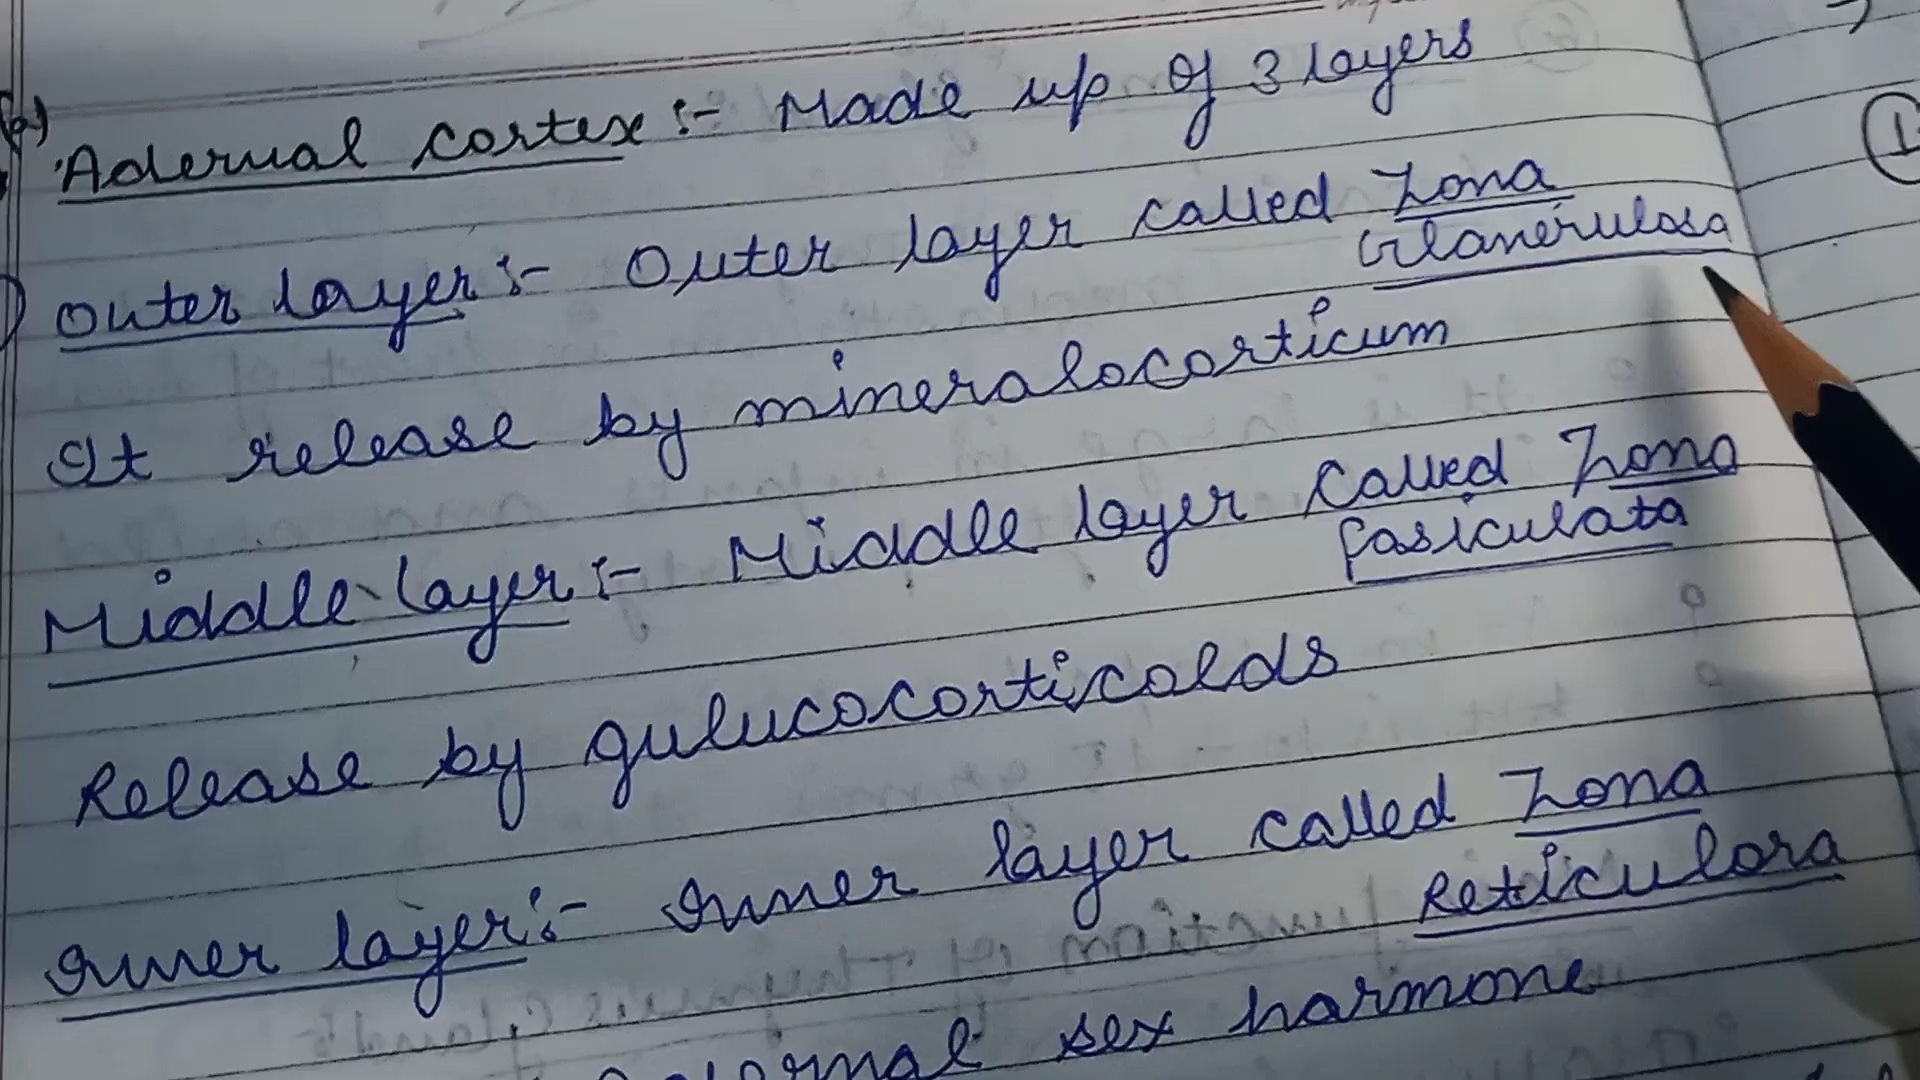 (a) Aderual cortex :- Made up of 3 layers
Outer layer :- Outer layer called Zona
Glanerulosa
It release by mineralocorticum
Middle layer :- Middle layer called Zona
fasiculata
Release by gulucocorticolds
Inner layer :- Inner layer called Zona
Reticulora
sex harmone